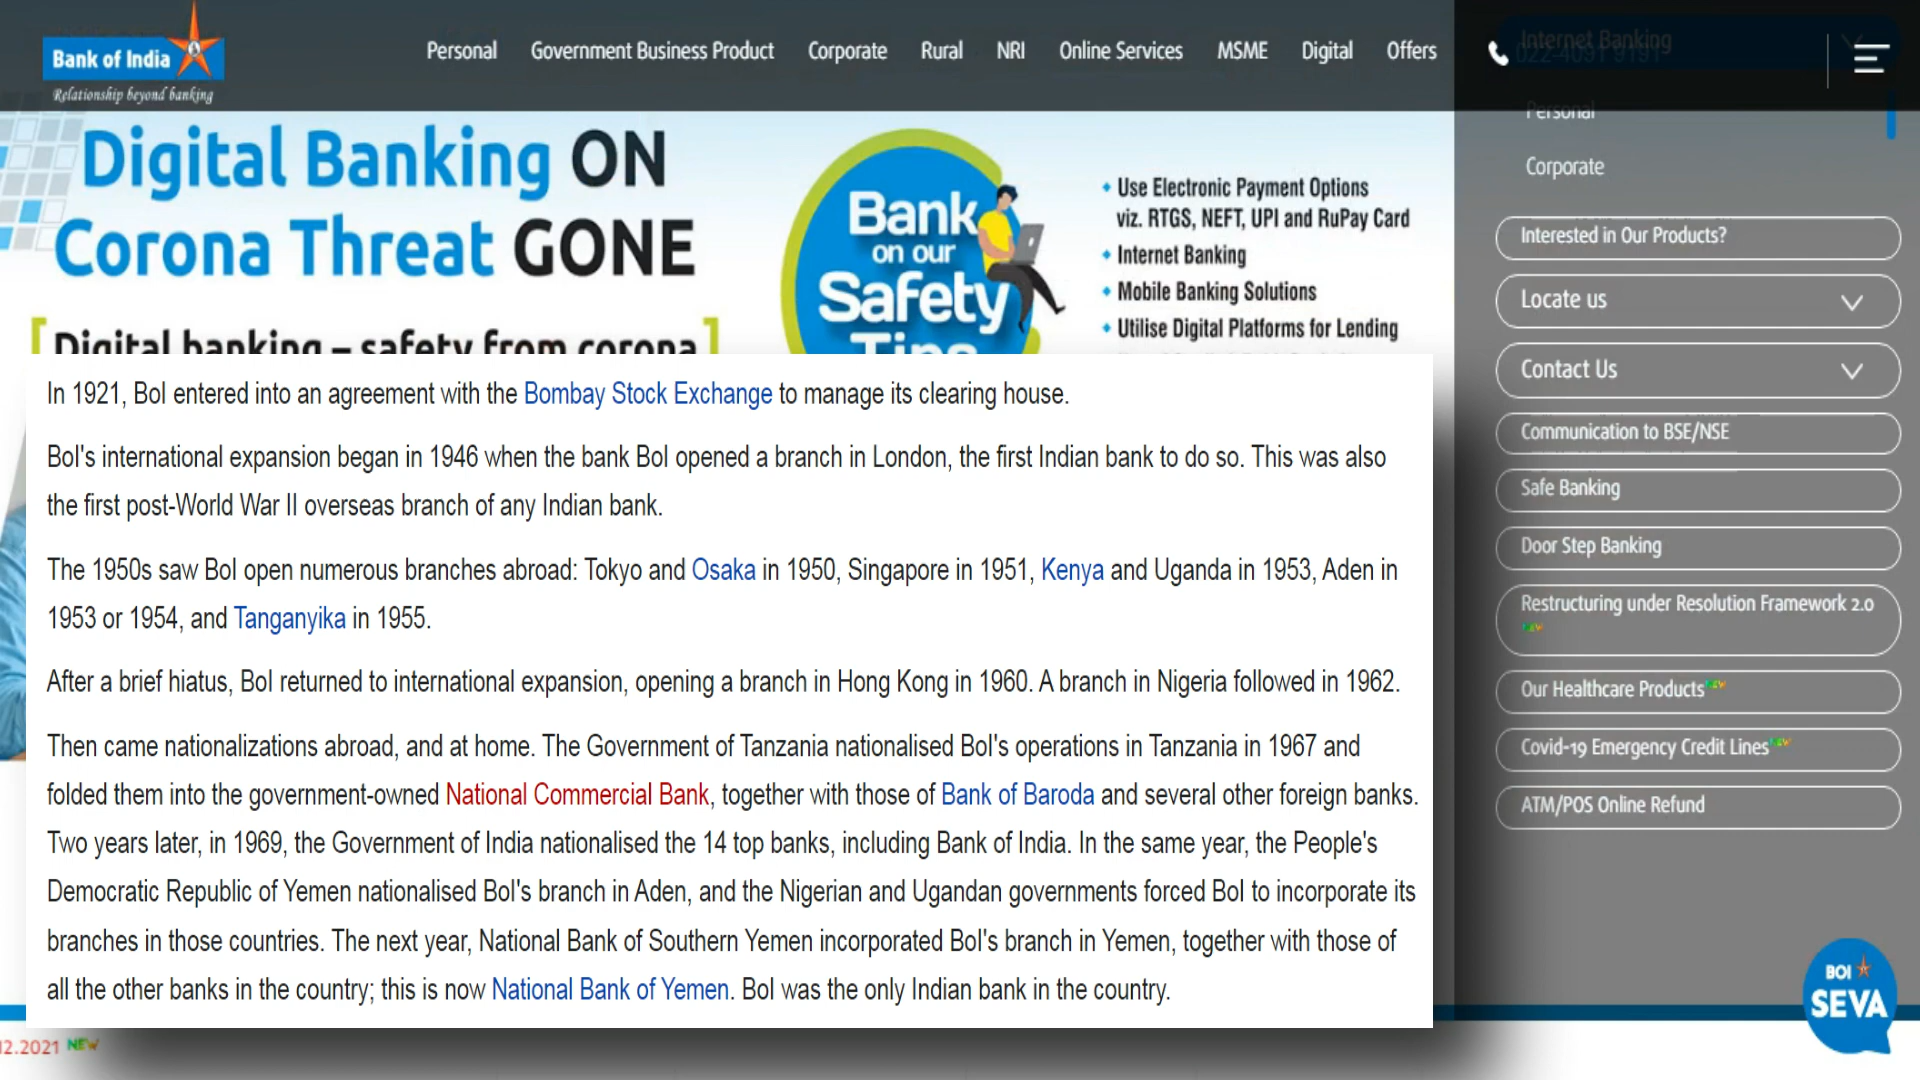 Bank of India
Relationship beyond banking
Personal
Government Business Product
Corporate
Rural
NRI
Online Services
MSME
Digital
Offers
Internet Banking
Personal
Corporate
Digital Banking ON
Corona Threat GONE
Digital banking – safety from corona
Bank
on our
Safety
Tips
Use Electronic Payment Options
viz. RTGS, NEFT, UPI and RuPay Card
Internet Banking
Mobile Banking Solutions
Utilise Digital Platforms for Lending
In 1921, BoI entered into an agreement with the Bombay Stock Exchange to manage its clearing house.
BoI's international expansion began in 1946 when the bank BoI opened a branch in London, the first Indian bank to do so. This was also
the first post-World War II overseas branch of any Indian bank.
The 1950s saw BoI open numerous branches abroad: Tokyo and Osaka in 1950, Singapore in 1951, Kenya and Uganda in 1953, Aden in
1953 or 1954, and Tanganyika in 1955.
After a brief hiatus, BoI returned to international expansion, opening a branch in Hong Kong in 1960. A branch in Nigeria followed in 1962.
Then came nationalizations abroad, and at home. The Government of Tanzania nationalised BoI's operations in Tanzania in 1967 and
folded them into the government-owned National Commercial Bank, together with those of Bank of Baroda and several other foreign banks.
Two years later, in 1969, the Government of India nationalised the 14 top banks, including Bank of India. In the same year, the People's
Democratic Republic of Yemen nationalised BoI's branch in Aden, and the Nigerian and Ugandan governments forced BoI to incorporate its
branches in those countries. The next year, National Bank of Southern Yemen incorporated BoI's branch in Yemen, together with those of
all the other banks in the country; this is now National Bank of Yemen. BoI was the only Indian bank in the country.
Interested in Our Products?
Locate us
Contact Us
Communication to BSE/NSE
Safe Banking
Door Step Banking
Restructuring under Resolution Framework 2.0
NEW
Our Healthcare Products NEW
Covid-19 Emergency Credit Lines NEW
ATM/POS Online Refund
BOI
SEVA
12.2021 NEW